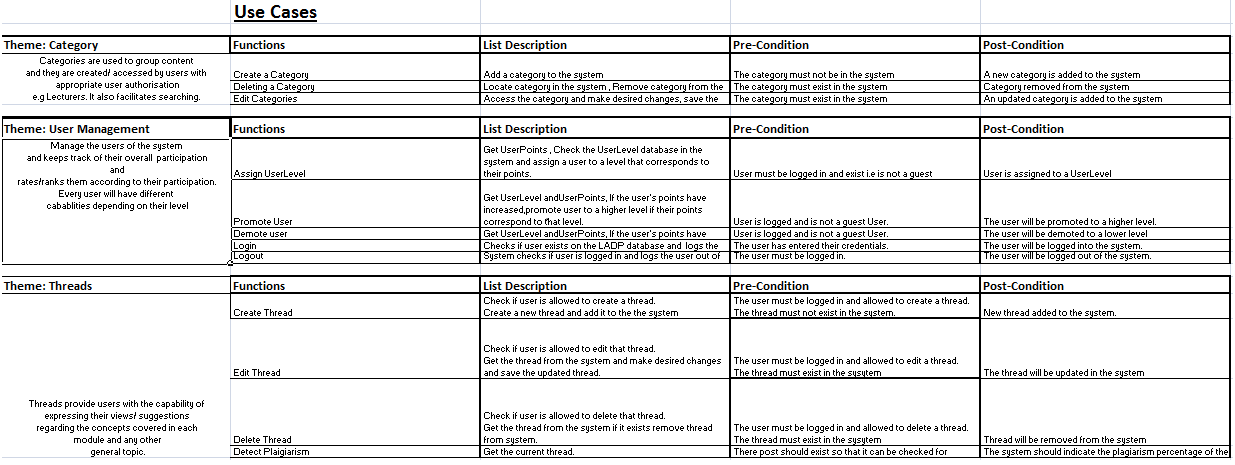 Use Cases
Theme: Category
Functions
List Description
Pre-Condition
Post-Condition
Categories are used to group content
and they are created/ accessed by users with
appropriate user authorisation
e.g Lecturers. It also facilitates searching.
Create a Category
Add a category to the system
The category must not be in the system
A new category is added to the system
Deleting a Category
Locate category in the system , Remove category from the
The category must exist in the system
Category removed from the system
Edit Categories
Access the category and make desired changes, save the
The category must exist in the system
An updated category is added to the system
Theme: User Management
Functions
List Description
Pre-Condition
Post-Condition
Manage the users of the system
and keeps track of their overall participation
and
rates/ranks them according to their participation.
Every user will have different
cabablities depending on their level
Assign UserLevel
Get UserPoints , Check the UserLevel database in the
system and assign a user to a level that corresponds to
their points.
User must be logged in and exist i.e is not a guest
User is assigned to a UserLevel
Promote User
Get UserLevel andUserPoints, If the user's points have
increased,promote user to a higher level if their points
correspond to that level.
User is logged and is not a guest User.
The user will be promoted to a higher level.
Demote user
Get UserLevel andUserPoints, If the user's points have
User is logged and is not a guest User.
The user will be demoted to a lower level
Login
Checks if user exists on the LADP database and logs the
The user has entered their credentials.
The user will be logged into the system.
Logout
System checks if user is logged in and logs the user out of
The user must be logged in.
The user will be logged out of the system.
Theme: Threads
Functions
List Description
Pre-Condition
Post-Condition
Threads provide users with the capability of
expressing their views/ suggestions
regarding the concepts covered in each
module and any other
general topic.
Create Thread
Check if user is allowed to create a thread.
Create a new thread and add it to the the system
The user must be logged in and allowed to create a thread.
The thread must not exist in the system.
New thread added to the system.
Edit Thread
Check if user is allowed to edit that thread.
Get the thread from the system and make desired changes
and save the updated thread.
The user must be logged in and allowed to edit a thread.
The thread must exist in the sysytem
The thread will be updated in the system
Delete Thread
Check if user is allowed to delete that thread.
Get the thread from the system if it exists remove thread
from system.
The user must be logged in and allowed to delete a thread.
The thread must exist in the sysytem
Thread will be removed from the system
Detect Plaigiarism
Get the current thread.
There post should exist so that it can be checked for
The system should indicate the plagiarism percentage of the